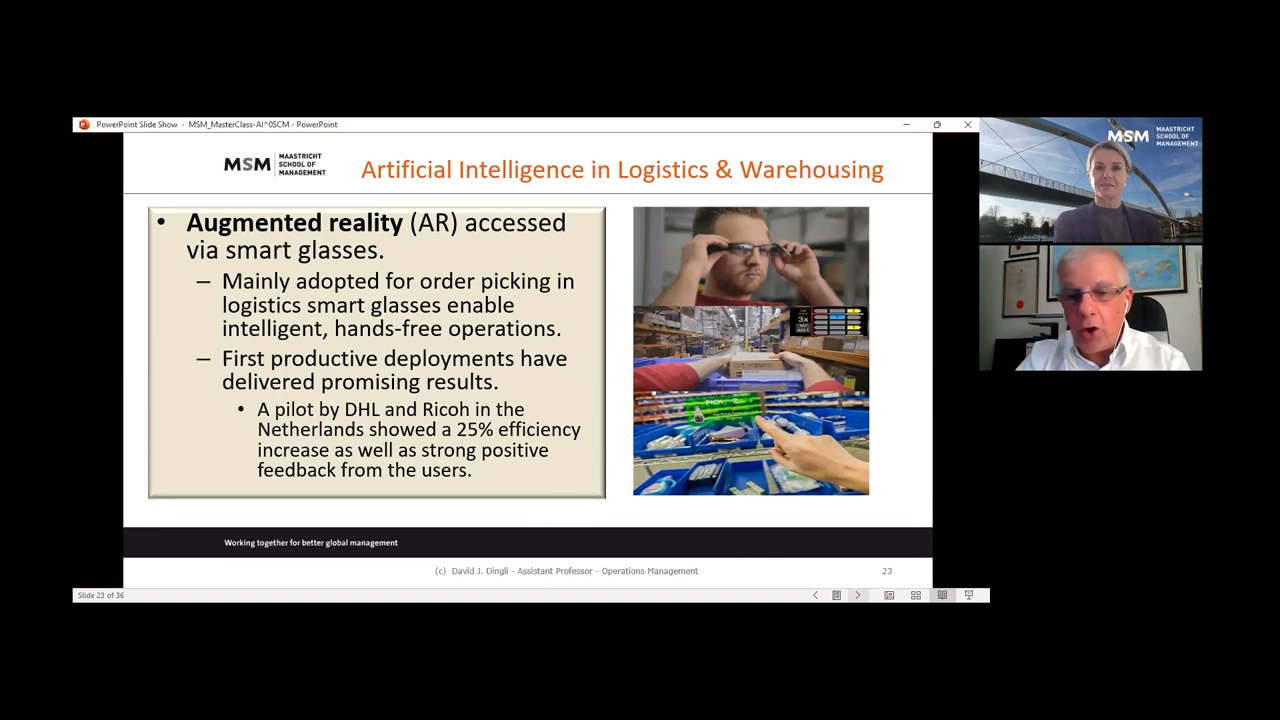 PowerPoint Slide Show - MSM_MasterClass-AI^0SCM - PowerPoint
MSM
MAASTRICHT
SCHOOL OF
MANAGEMENT
Artificial Intelligence in Logistics & Warehousing
• Augmented reality (AR) accessed
via smart glasses.
– Mainly adopted for order picking in
logistics smart glasses enable
intelligent, hands-free operations.
– First productive deployments have
delivered promising results.
• A pilot by DHL and Ricoh in the
Netherlands showed a 25% efficiency
increase as well as strong positive
feedback from the users.
3x
PICK
Working together for better global management
(c) David J. Dingli - Assistant Professor - Operations Management
23
Slide 23 of 36
MSM
MAASTRICHT
SCHOOL OF
MANAGEMENT